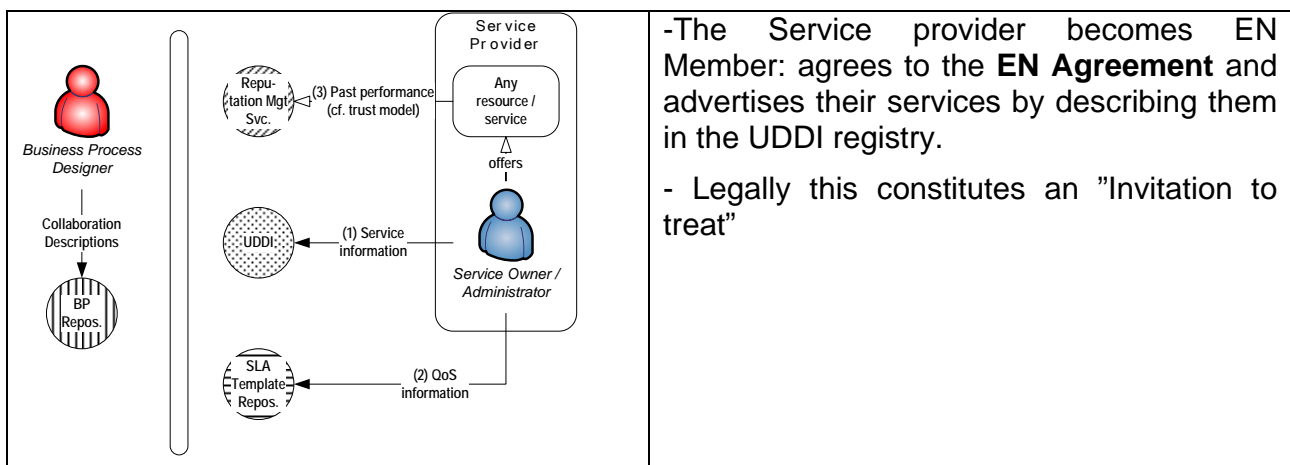 Service
Provider
Repu-
tation Mgt
Svc.
(3) Past performance
(cf. trust model)
Any
resource /
service
Business Process
Designer
offers
Collaboration
Descriptions
UDDI
(1) Service
information
Service Owner /
Administrator
BP
Repos.
SLA
Template
Repos.
(2) QoS
information
-The Service provider becomes EN
Member: agrees to the EN Agreement and
advertises their services by describing them
in the UDDI registry.
- Legally this constitutes an ”Invitation to
treat”